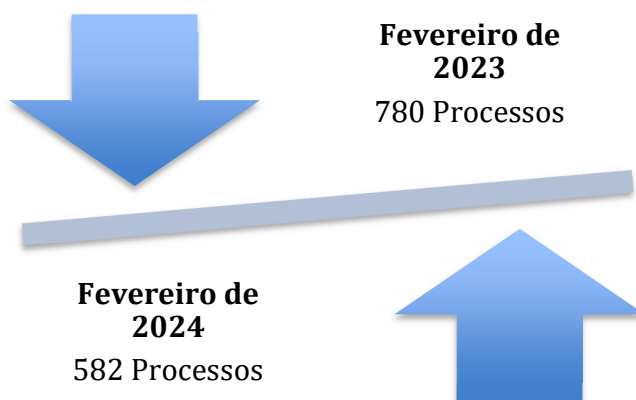 Fevereiro de
2023
780 Processos
Fevereiro de
2024
582 Processos